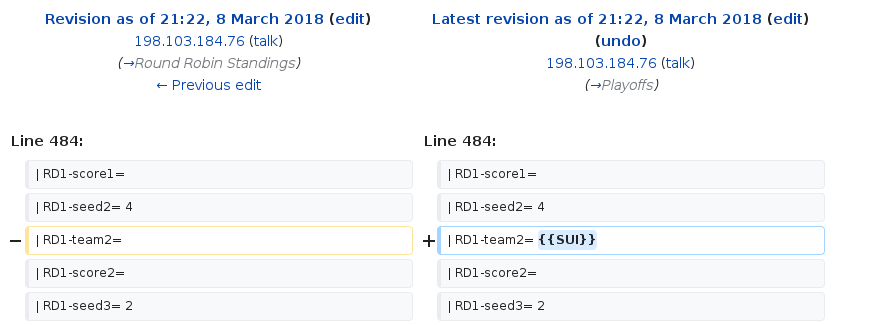 Revision as of 21:22, 8 March 2018 (edit)
198.103.184.76 (talk)
(→Round Robin Standings)
← Previous edit
Latest revision as of 21:22, 8 March 2018 (edit)
(undo)
198.103.184.76 (talk)
(→Playoffs)
Line 484:
Line 484:
| RD1-score1=
| RD1-score1=
| RD1-seed2= 4
| RD1-seed2= 4
− | RD1-team2=
+ | RD1-team2= {{SUI}}
| RD1-score2=
| RD1-score2=
| RD1-seed3= 2
| RD1-seed3= 2